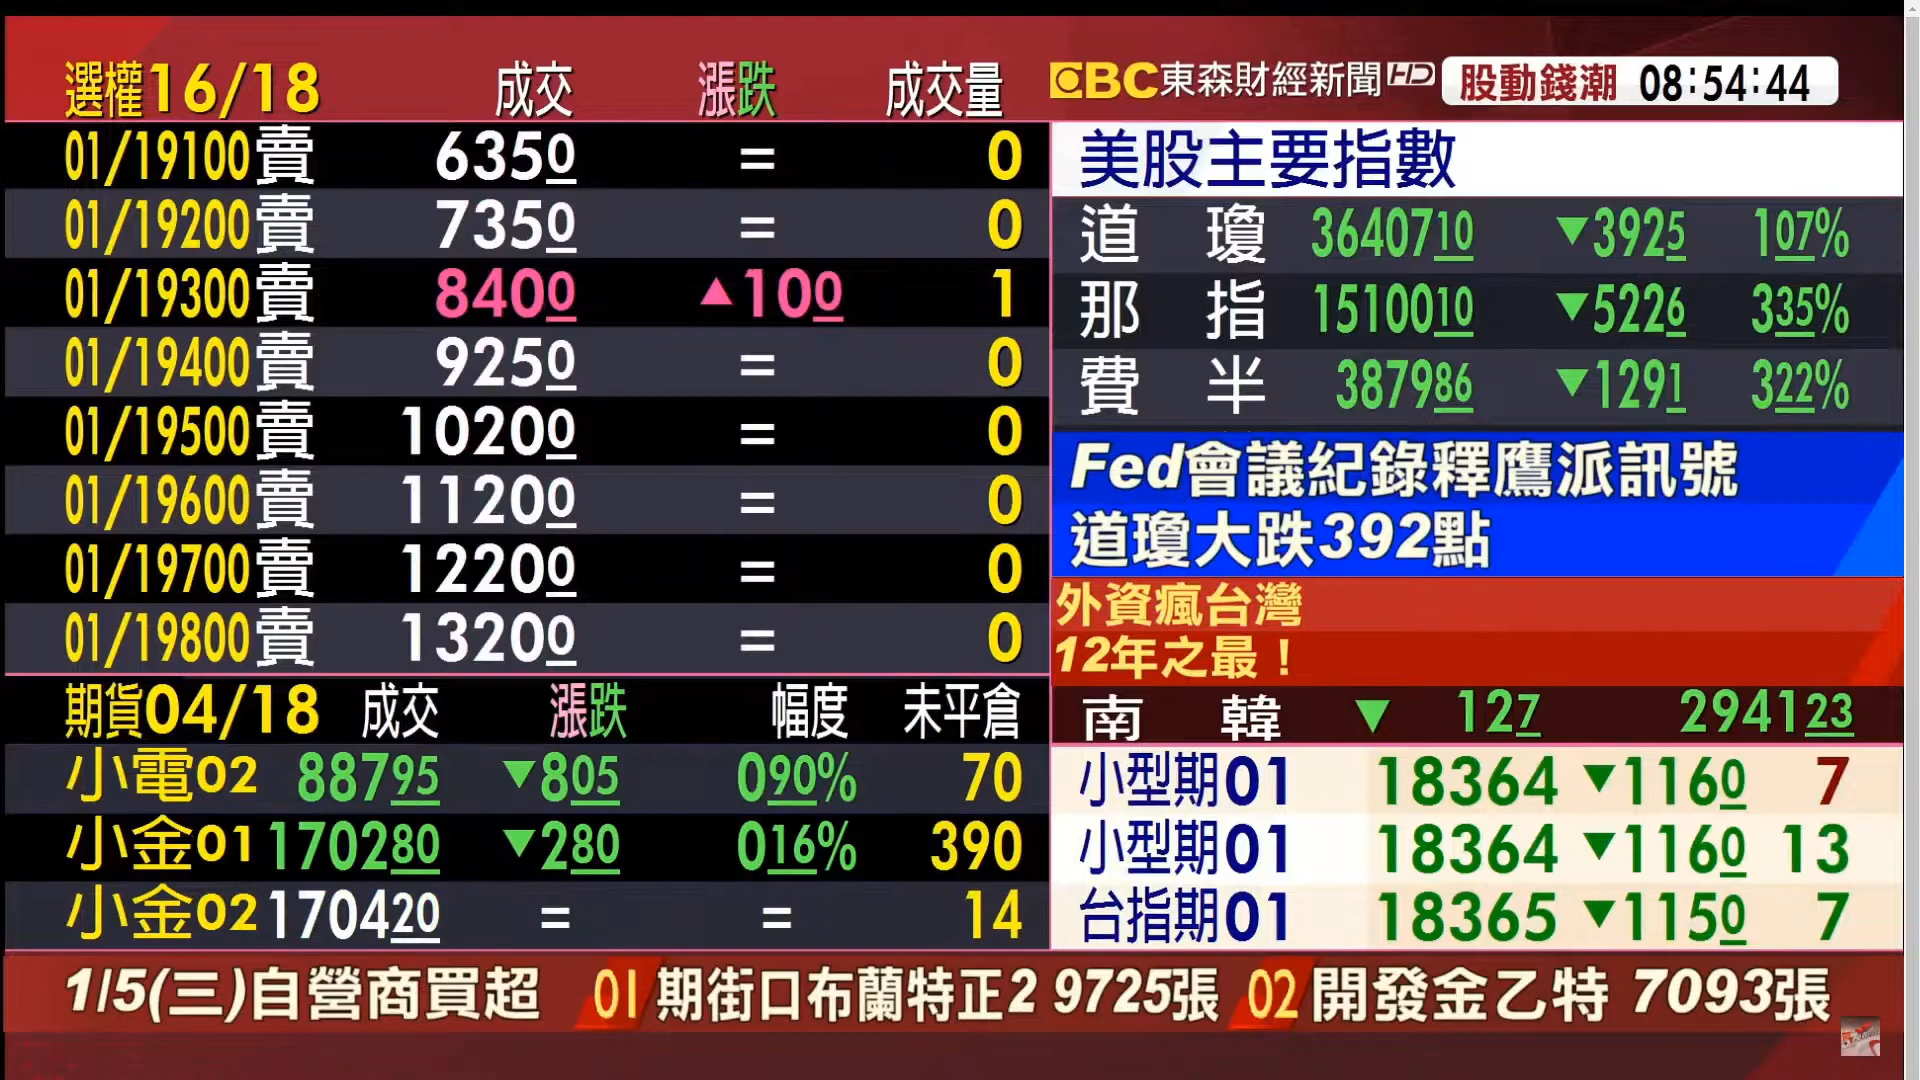 選權16/18 成交 漲跌 成交量
01/19100賣 6350 = 0
01/19200賣 7350 = 0
01/19300賣 8400 ▲100 1
01/19400賣 9250 = 0
01/19500賣 10200 = 0
01/19600賣 11200 = 0
01/19700賣 12200 = 0
01/19800賣 13200 = 0
期貨04/18 成交 漲跌 幅度 未平倉
小電02 88795 ▼805 090% 70
小金01 170280 ▼280 016% 390
小金02 170420 = = 14
EBC東森財經新聞HD 股動錢潮 08:54:44
美股主要指數
道瓊 3640710 ▼3925 107%
那指 1510010 ▼5226 335%
費半 387986 ▼1291 322%
Fed會議紀錄釋鷹派訊號
道瓊大跌392點
外資瘋台灣
12年之最！
南韓 ▼ 127 294123
小型期01 18364 ▼1160 7
小型期01 18364 ▼1160 13
台指期01 18365 ▼1150 7
1/5(三)自營商買超 01 期街口布蘭特正2 9725張 02 開發金乙特 7093張